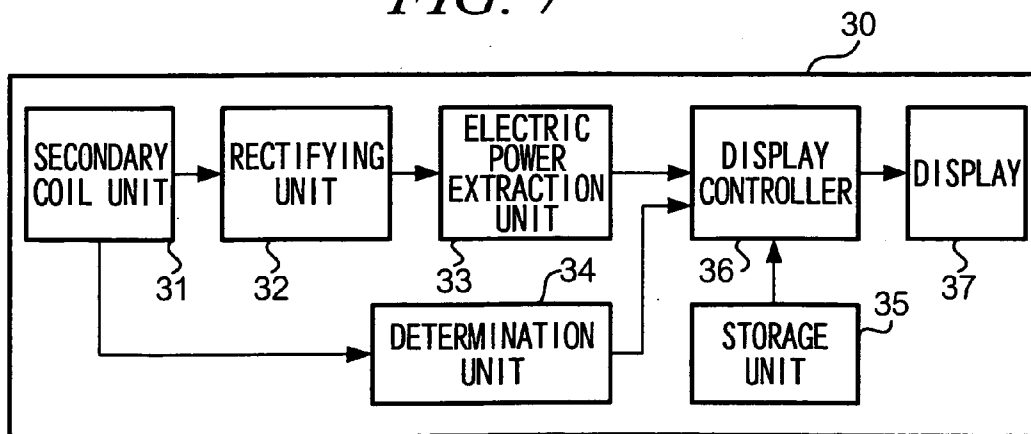 30
SECONDARY
COIL UNIT
31
RECTIFYING
UNIT
32
ELECTRIC
POWER
EXTRACTION
UNIT
33
DISPLAY
CONTROLLER
36
DISPLAY
37
34
DETERMINATION
UNIT
35
STORAGE
UNIT